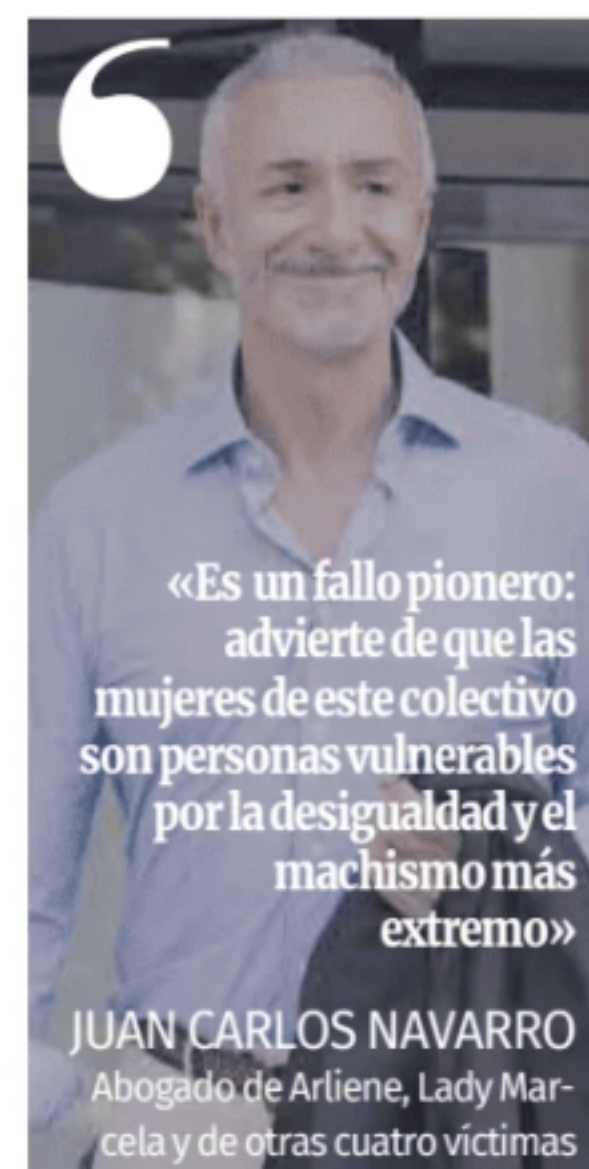 «Es un fallo pionero:
advierte de que las
mujeres de este colectivo
son personas vulnerables
por la desigualdad y el
machismo más
extremo»
JUAN CARLOS NAVARRO
Abogado de Arliene, Lady Mar-
cela y de otras cuatro víctimas